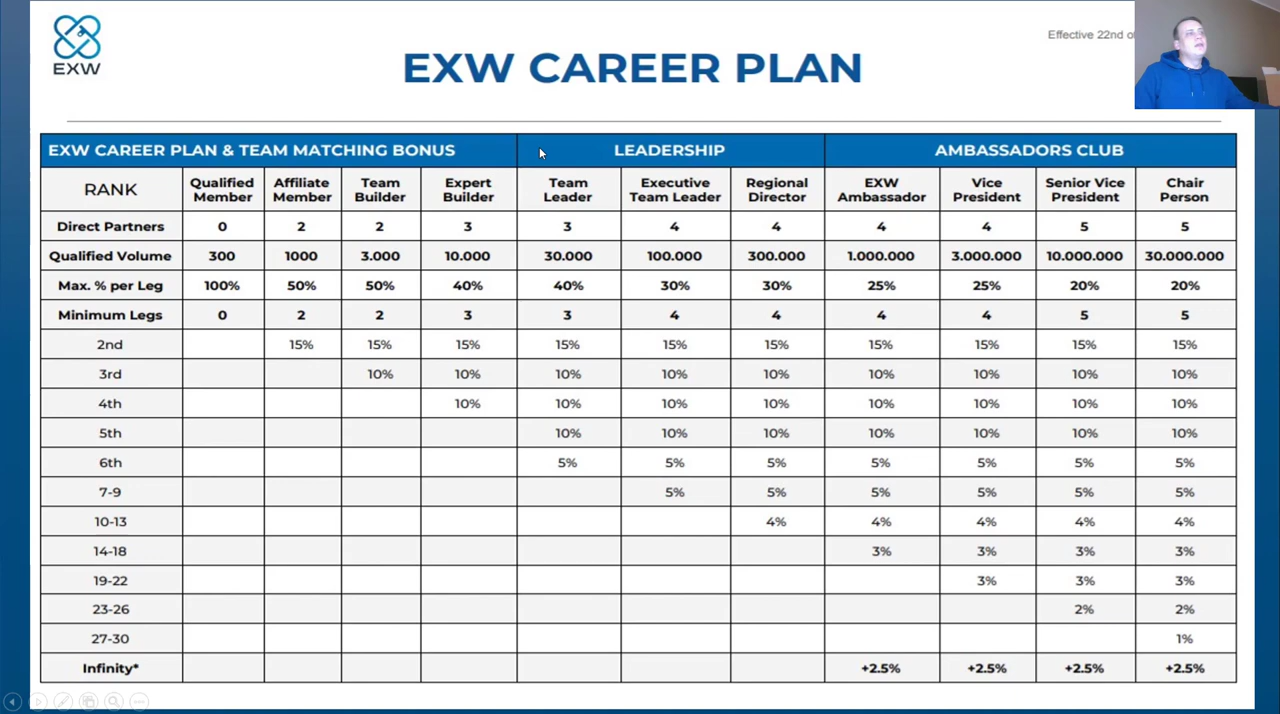 EXW
Effective 22nd of
EXW CAREER PLAN
EXW CAREER PLAN & TEAM MATCHING BONUS LEADERSHIP AMBASSADORS CLUB
RANK Qualified Member Affiliate Member Team Builder Expert Builder Team Leader Executive Team Leader Regional Director EXW Ambassador Vice President Senior Vice President Chair Person
Direct Partners 0 2 2 3 3 4 4 4 4 5 5
Qualified Volume 300 1000 3.000 10.000 30.000 100.000 300.000 1.000.000 3.000.000 10.000.000 30.000.000
Max. % per Leg 100% 50% 50% 40% 40% 30% 30% 25% 25% 20% 20%
Minimum Legs 0 2 2 3 3 4 4 4 4 5 5
2nd 15% 15% 15% 15% 15% 15% 15% 15% 15% 15%
3rd 10% 10% 10% 10% 10% 10% 10% 10% 10%
4th 10% 10% 10% 10% 10% 10% 10% 10%
5th 10% 10% 10% 10% 10% 10% 10%
6th 5% 5% 5% 5% 5% 5% 5%
7-9 5% 5% 5% 5% 5% 5%
10-13 4% 4% 4% 4% 4%
14-18 3% 3% 3% 3%
19-22 3% 3% 3%
23-26 2% 2%
27-30 1%
Infinity* +2.5% +2.5% +2.5% +2.5%